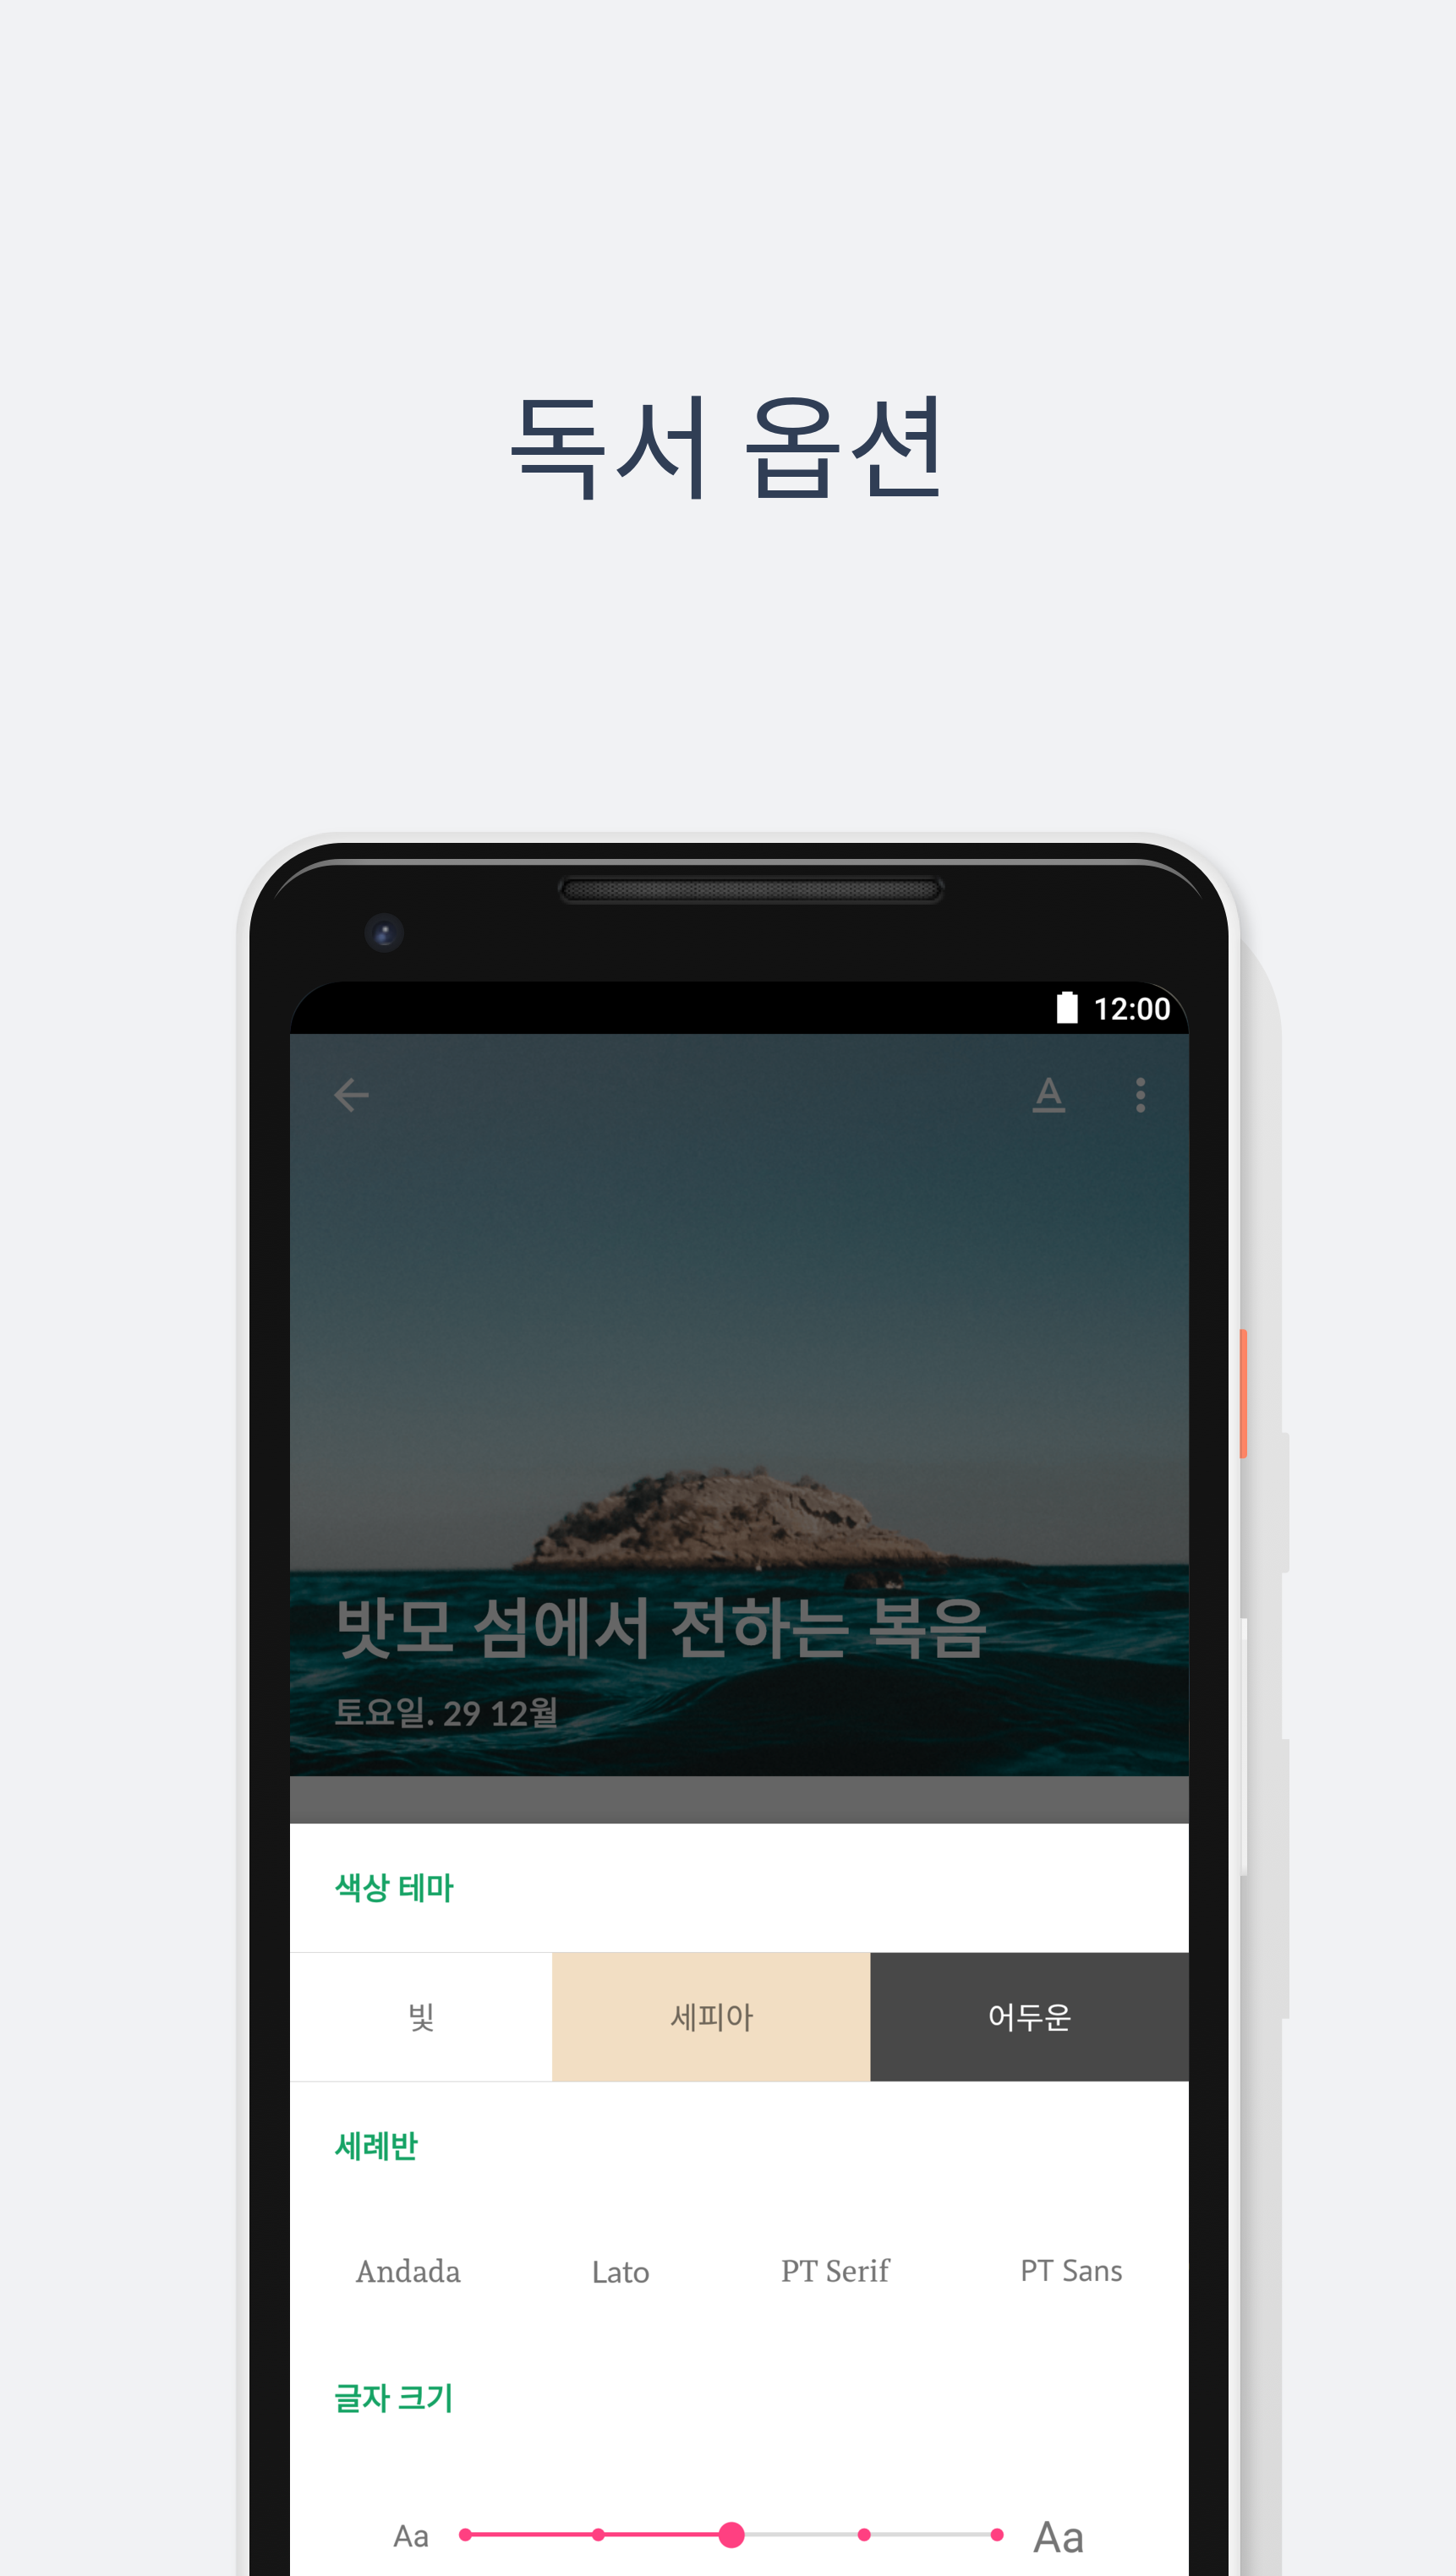 독서 옵션
12:00
A
밧모 섬에서 전하는 복음
토요일. 29 12월
색상 테마
빛 세피아 어두운
세례반
Andada Lato PT Serif PT Sans
글자 크기
Aa Aa